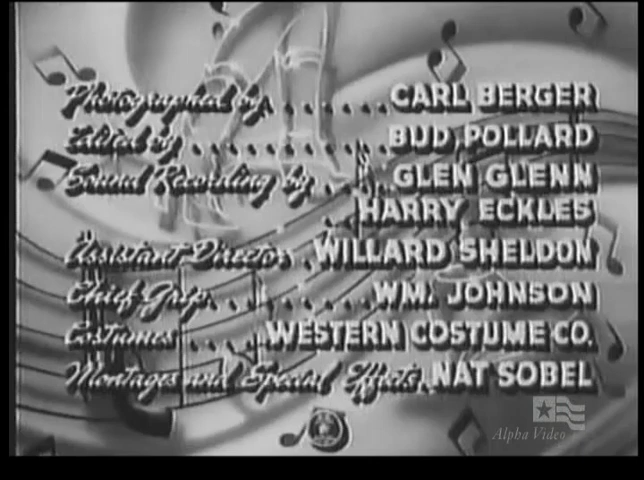 Photographed by ...... CARL BERGER
Edited by .......... BUD POLLARD
Sound Recording by ... GLEN GLENN
.. HARRY ECKLES
Assistant Director . WILLARD SHELDON
Chief Grip ......... WM. JOHNSON
Costumes .... WESTERN COSTUME CO.
Montages and Special Effects . NAT SOBEL
Alpha Video